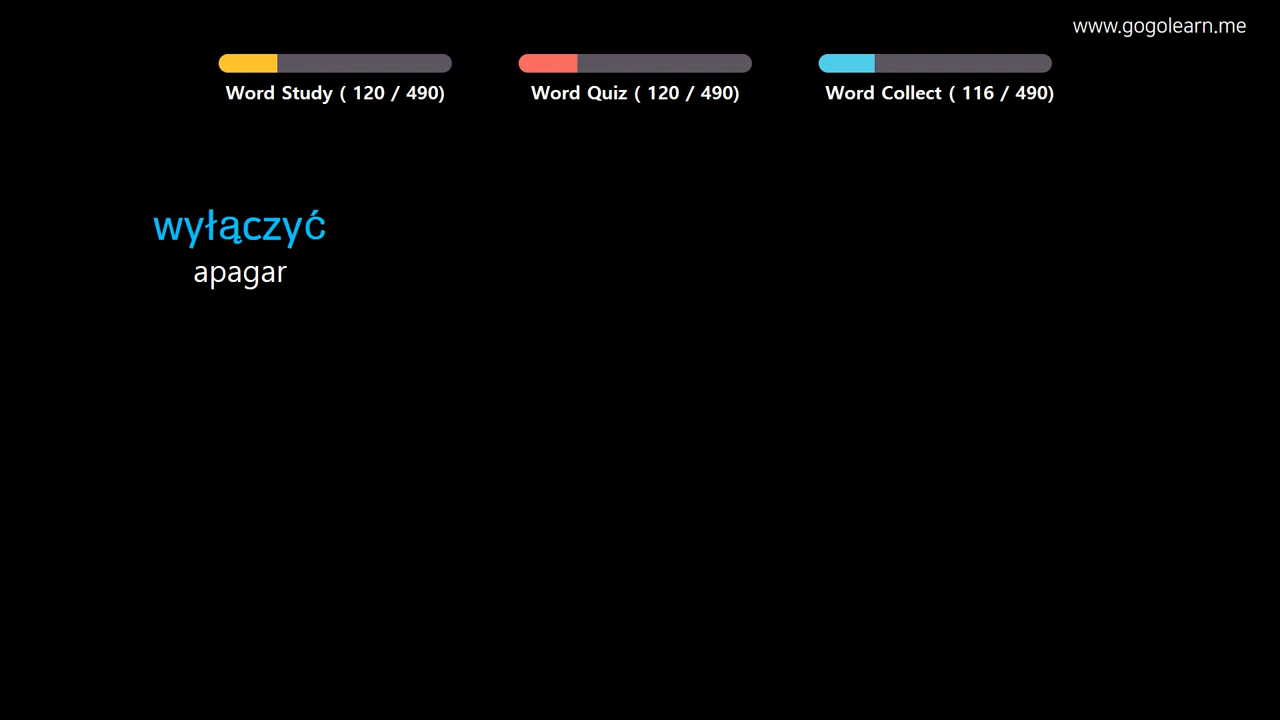 www.gogolearn.me
Word Study ( 120 / 490)
Word Quiz ( 120 / 490)
Word Collect ( 116 / 490)
wyłączyć
apagar